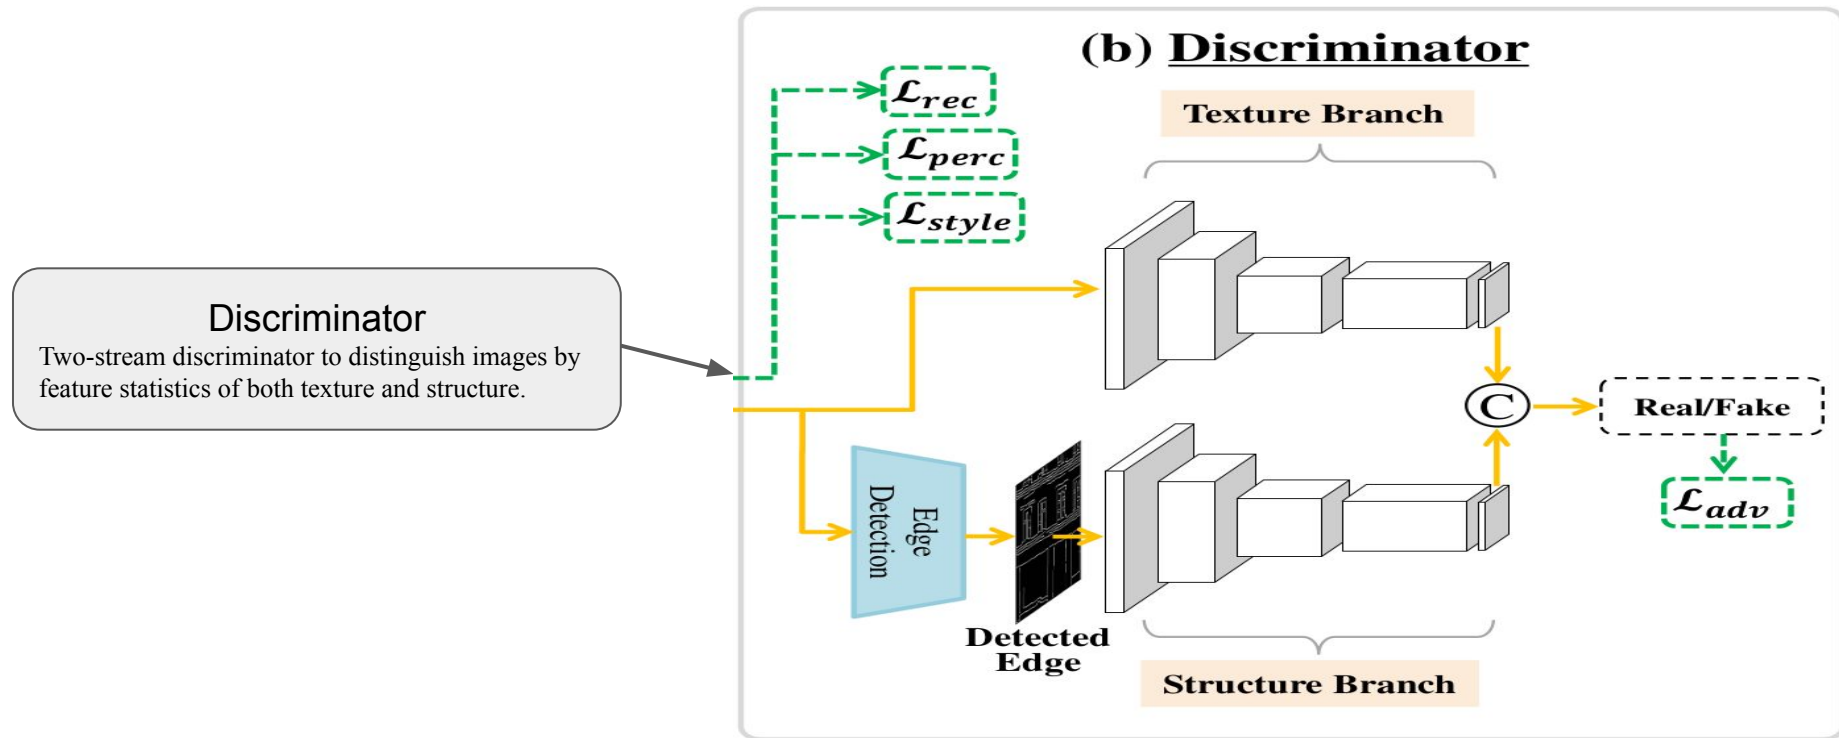 (b) Discriminator
ℒrec
Texture Branch
ℒperc
ℒstyle
Discriminator
Two-stream discriminator to distinguish images by
feature statistics of both texture and structure.
C
Real/Fake
Edge
Detection
ℒadv
Detected
Edge
Structure Branch